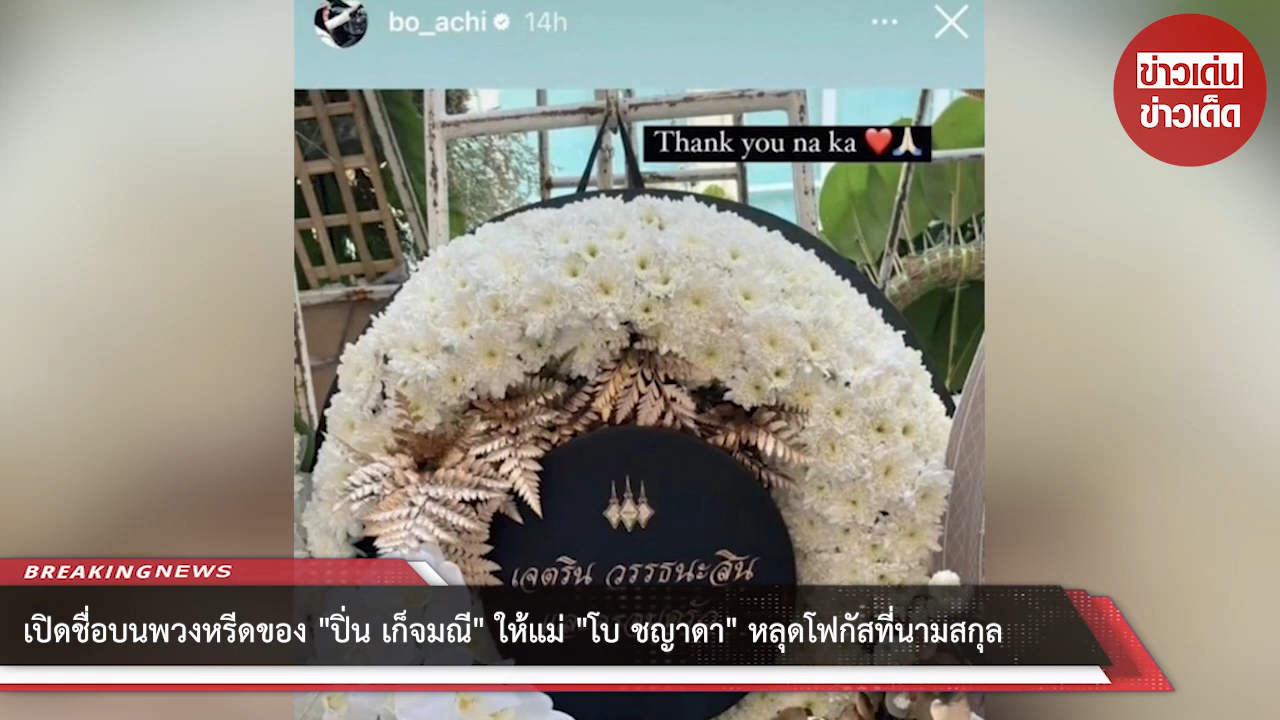 bo_achi 14h
ข่าวเด่น
ข่าวเด็ด
Thank you na ka ❤️🙏🏻
เจตริน วรรธนะสิน
BREAKINGNEWS
เปิดชื่อบนพวงหรีดของ "ปิ่น เก็จมณี" ให้แม่ "โบ ชญาดา" หลุดโฟกัสที่นามสกุล